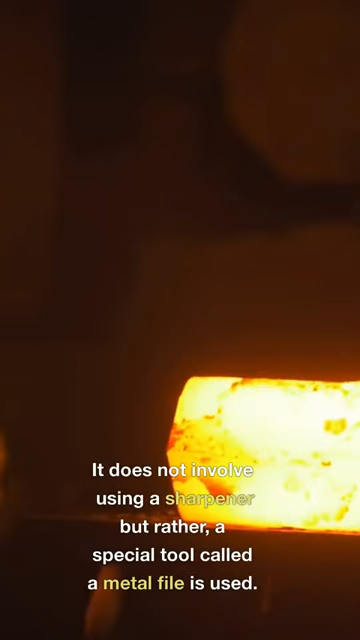 It does not involve
using a sharpener
but rather, a
special tool called
a metal file is used.